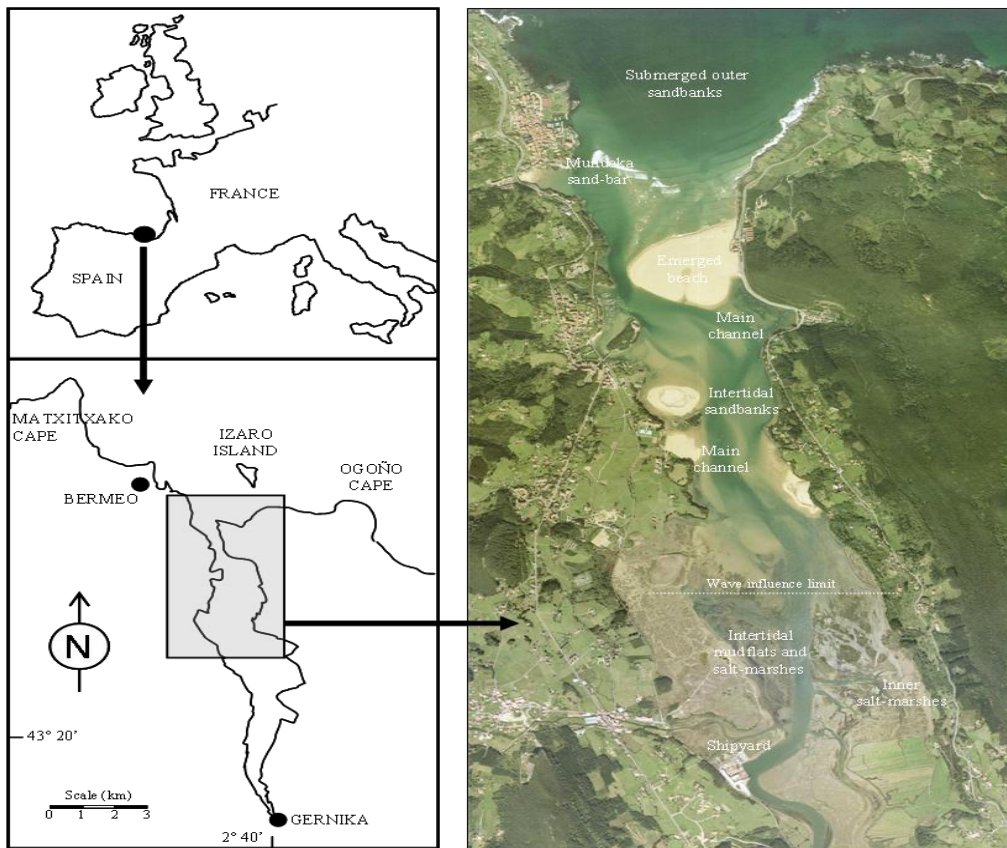 FRANCE
SPAIN
MATXITXAKO
CAPE
IZARO
ISLAND
OGOÑO
CAPE
BERMEO
N
43° 20'
Scale (km)
0 1 2 3
GERNIKA
2° 40'
Submerged outer
sandbanks
Mundaka
sand-bar
Emerged
beach
Main
channel
Intertidal
sandbanks
Main
channel
Wave influence limit
Intertidal
mudflats and
salt-marshes
Inner
salt-marshes
Shipyard